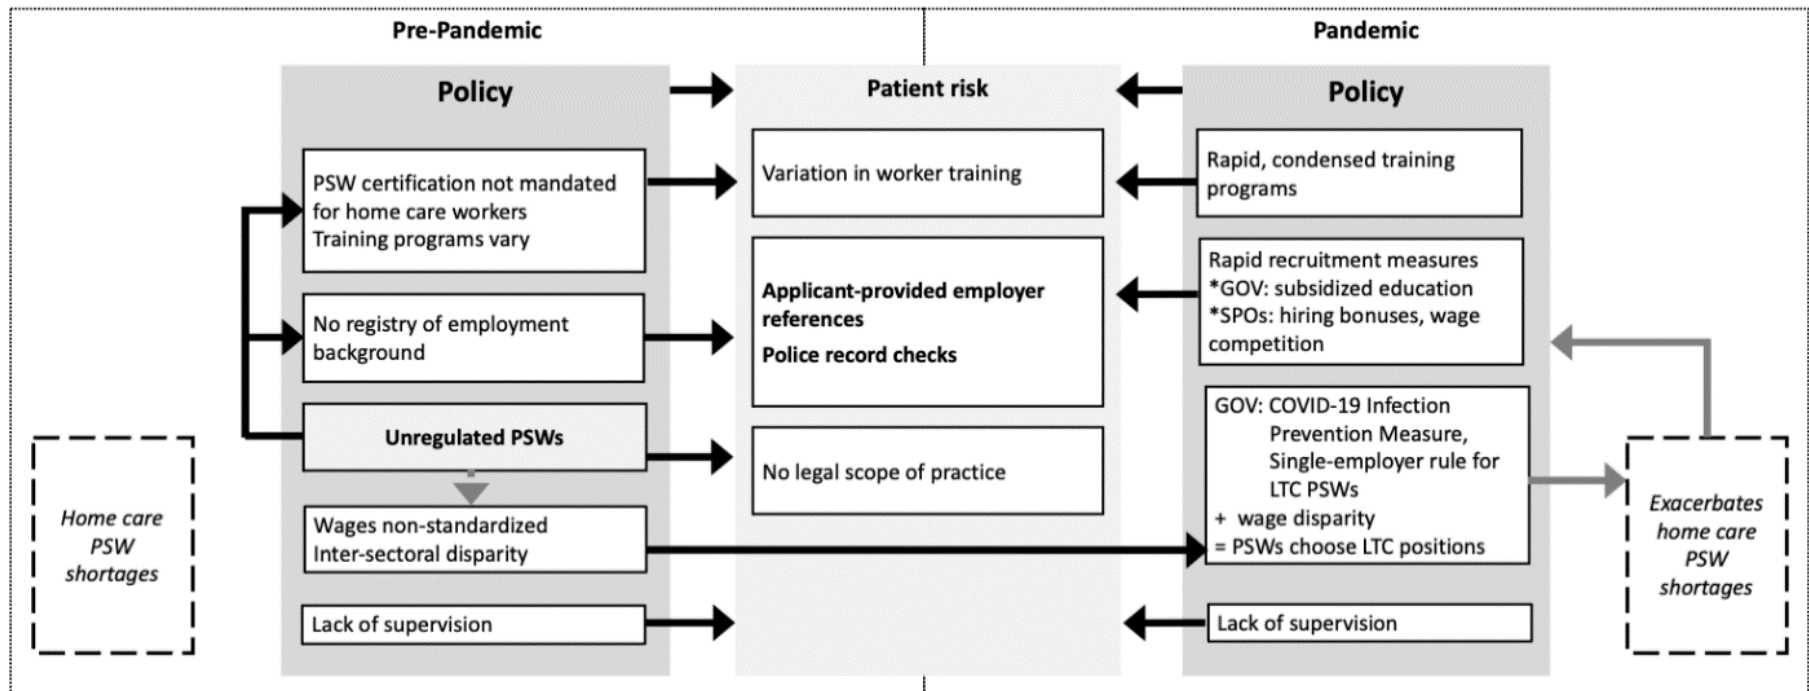 Pre-Pandemic
Pandemic
Policy
Patient risk
Policy
PSW certification not mandated
for home care workers
Training programs vary
Variation in worker training
Rapid, condensed training
programs
No registry of employment
background
Applicant-provided employer
references
Police record checks
Rapid recruitment measures
*GOV: subsidized education
*SPOs: hiring bonuses, wage
competition
Unregulated PSWs
No legal scope of practice
GOV: COVID-19 Infection
Prevention Measure,
Single-employer rule for
LTC PSWs
+ wage disparity
= PSWs choose LTC positions
Home care
PSW
shortages
Wages non-standardized
Inter-sectoral disparity
Exacerbates
home care
PSW
shortages
Lack of supervision
Lack of supervision